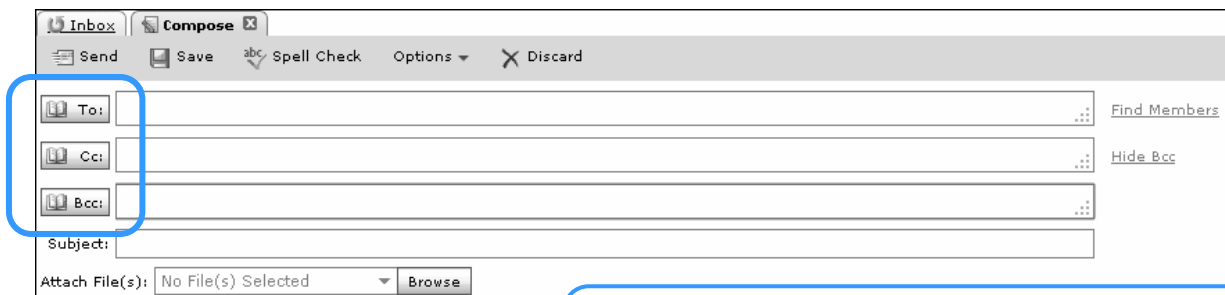 Inbox Compose
Send Save abc Spell Check Options Discard
To: Find Members
Cc: Hide Bcc
Bcc:
Subject:
Attach File(s): No File(s) Selected Browse